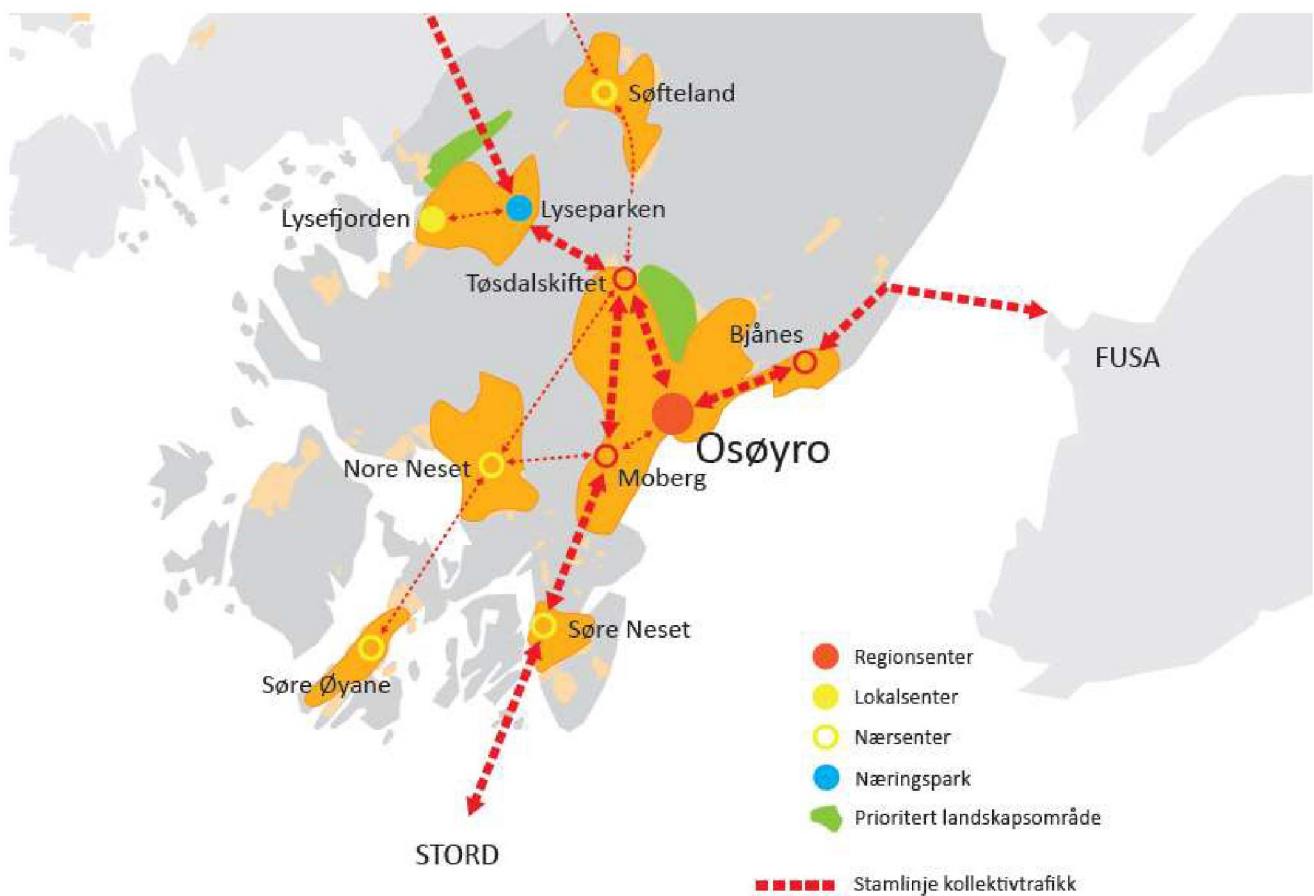 Søfteland
Lysefjorden
Lyseparken
Tøsdalskiftet
Bjånes
FUSA
Osøyro
Nore Neset
Moberg
Søre Neset
Søre Øyane
STORD
Regionsenter
Lokalsenter
Nærsenter
Næringspark
Prioritert landskapsområde
Stamlinje kollektivtrafikk